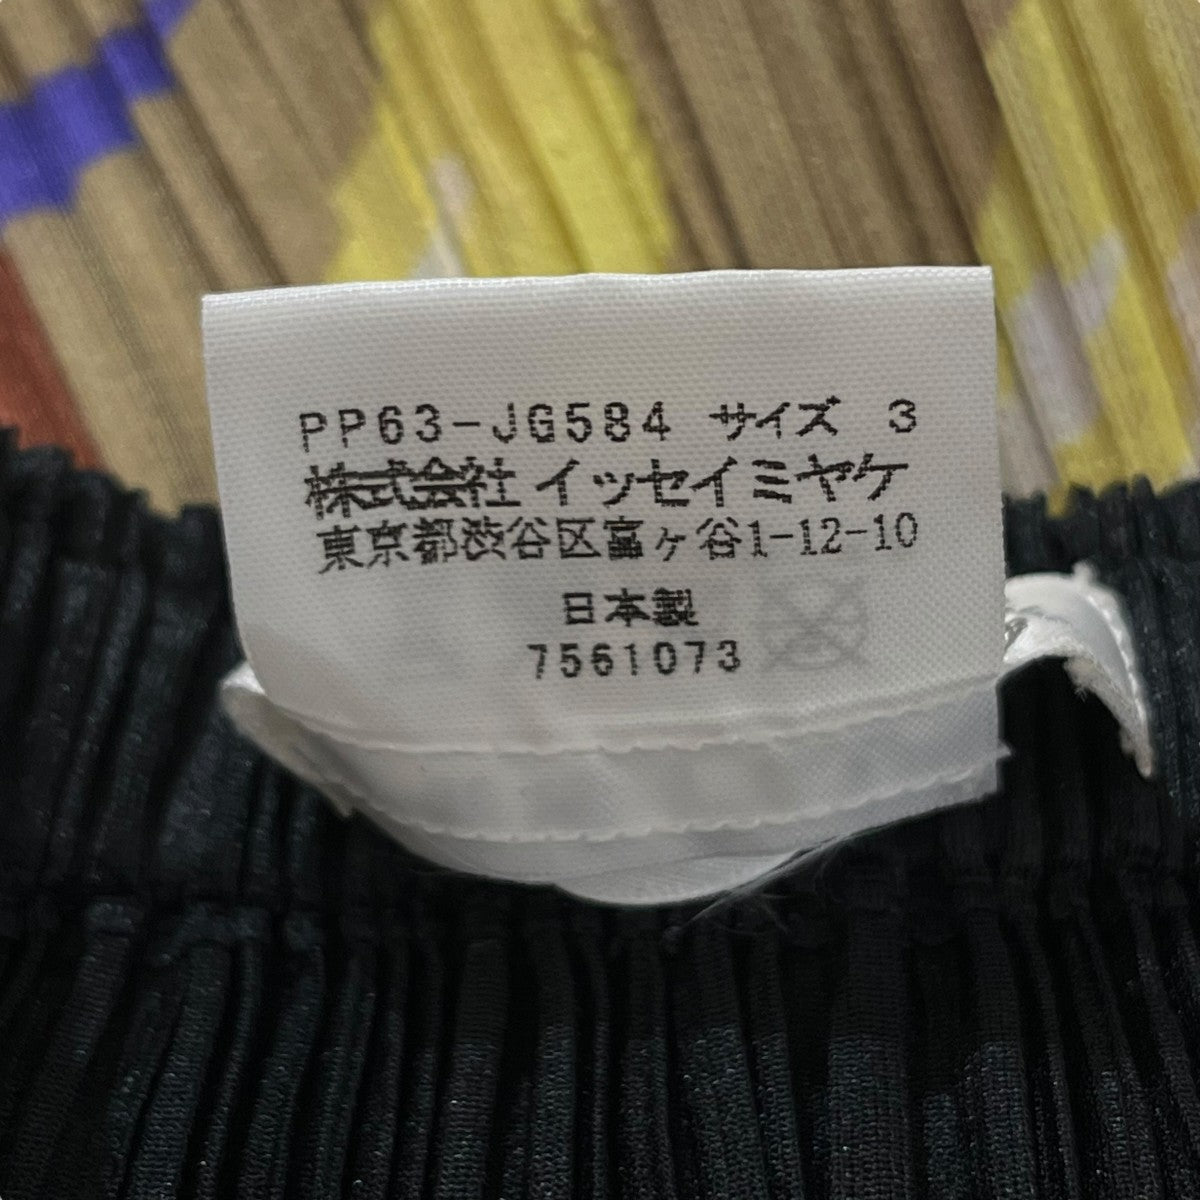 PP63-JG584 サイズ 3
株式会社イッセイミヤケ
東京都渋谷区富ヶ谷1-12-10
日本製
7561073